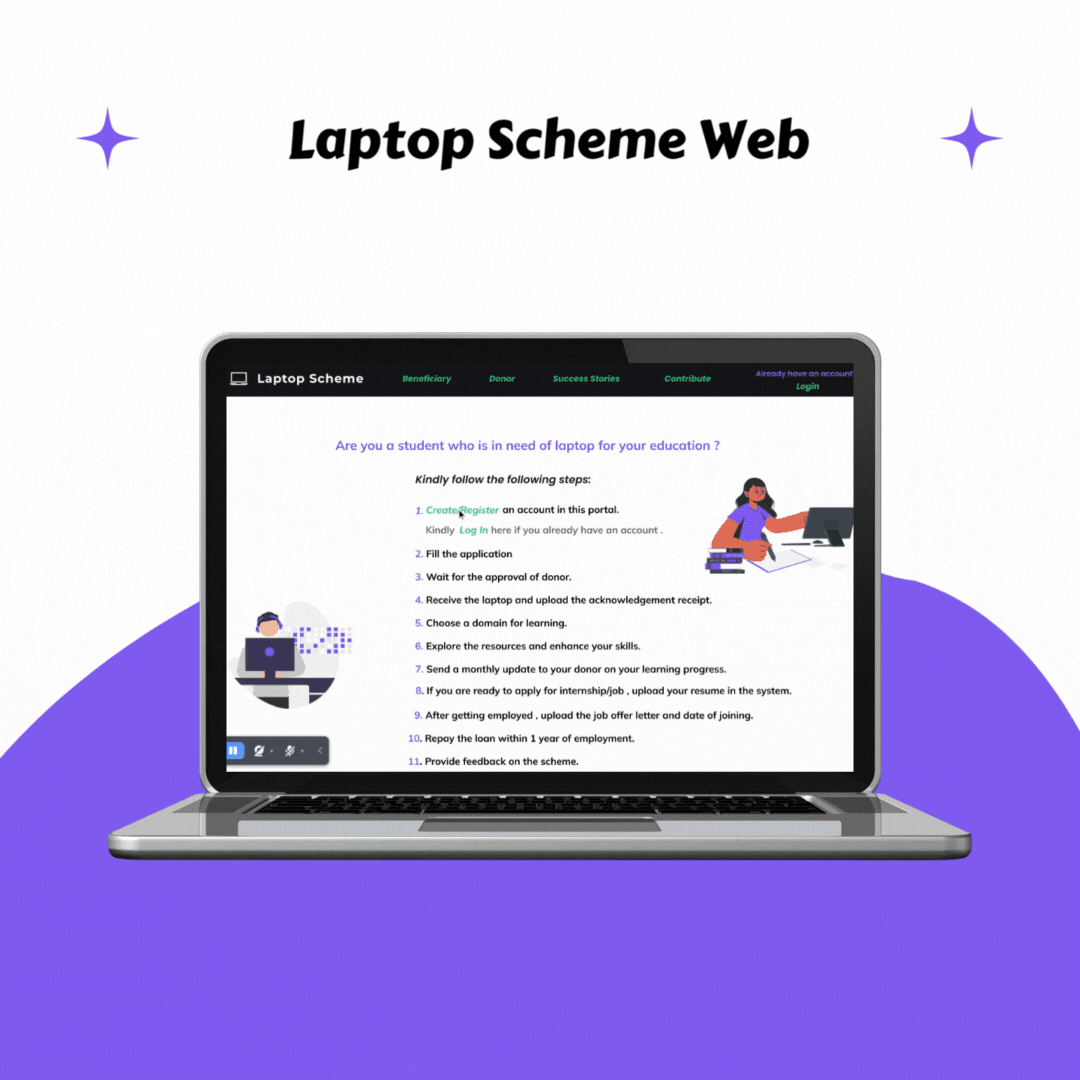 Laptop Scheme Web
Laptop Scheme
Beneficiary
Donor
Success Stories
Contribute
Already have an account
Login
Are you a student who is in need of laptop for your education ?
Kindly follow the following steps:
1. Create/Register an account in this portal.
Kindly Log In here if you already have an account .
2. Fill the application
3. Wait for the approval of donor.
4. Receive the laptop and upload the acknowledgement receipt.
5. Choose a domain for learning.
6. Explore the resources and enhance your skills.
7. Send a monthly update to your donor on your learning progress.
8. If you are ready to apply for internship/job , upload your resume in the system.
9. After getting employed , upload the job offer letter and date of joining.
10. Repay the loan within 1 year of employment.
11. Provide feedback on the scheme.